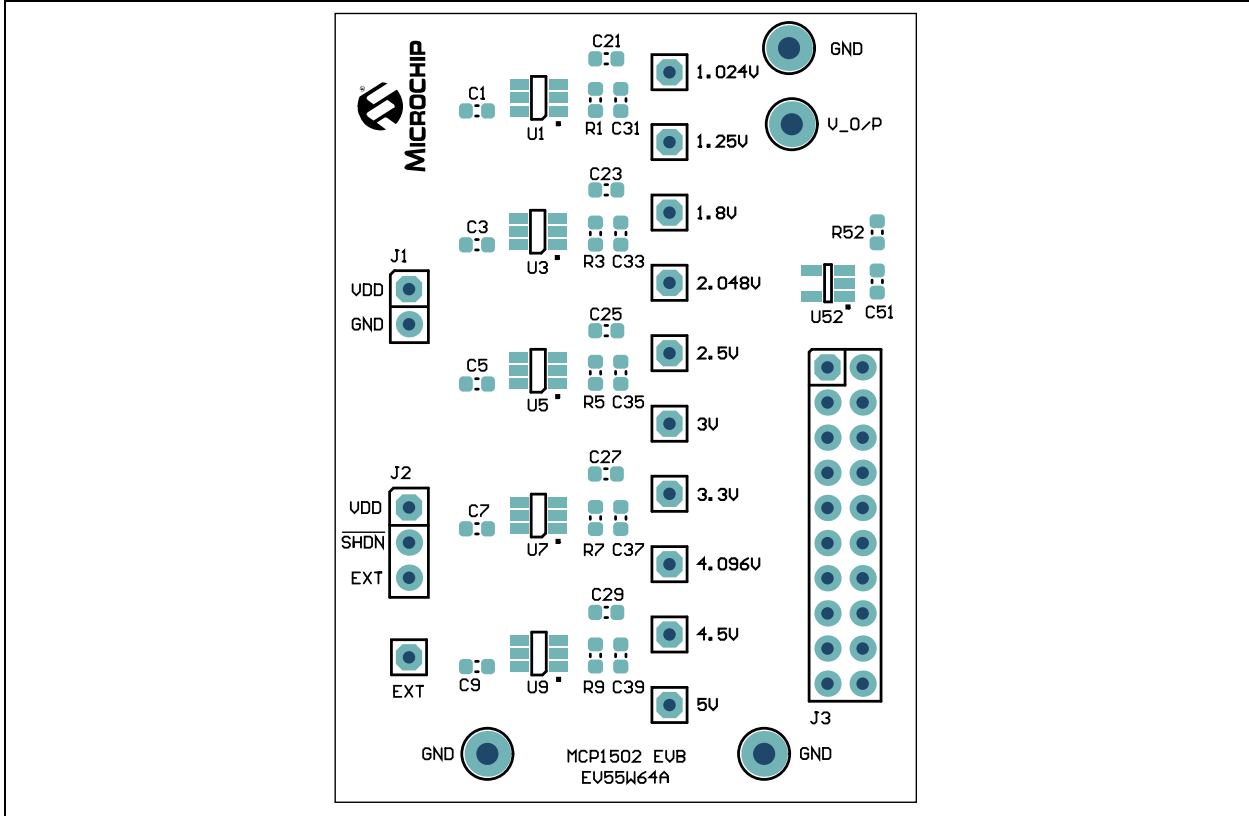 MICROCHIP
®
C21
GND
1.024V
C1
U1
R1 C31
V_O/P
1.25V
C23
1.8V
C3
U3
R3 C33
R52
J1
VDD
GND
2.048V
U52
C51
C25
2.5V
C5
U5
R5 C35
3V
C27
J2
VDD
SHDN
EXT
3.3V
C7
U7
R7 C37
4.096V
C29
4.5V
C9
U9
R9 C39
EXT
5V
J3
GND
MCP1502 EVB
EV55W64A
GND